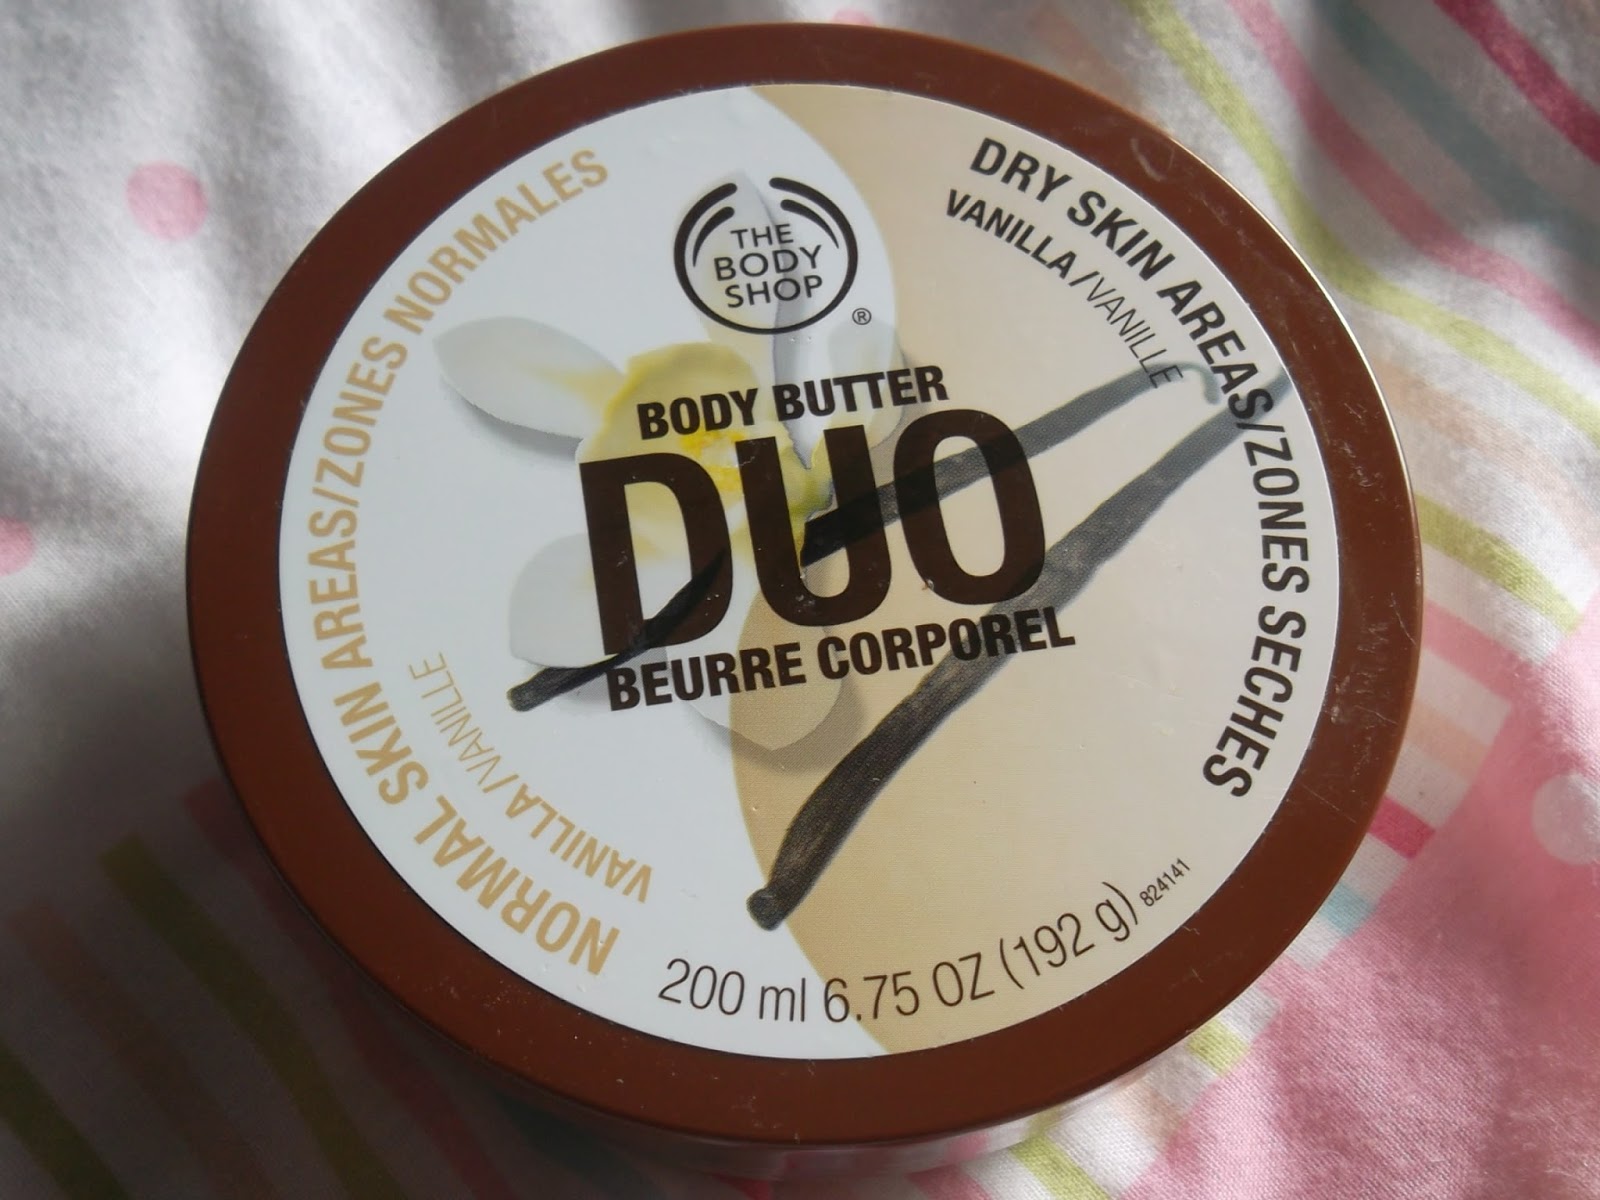 THE
BODY
SHOP
®
BODY BUTTER
DUO
BEURRE CORPOREL
NORMAL SKIN AREAS/ZONES NORMALES
VANILLA/VANILLE
DRY SKIN AREAS/ZONES SECHES
VANILLA/VANILLE
200 ml 6.75 OZ (192 g) 824141